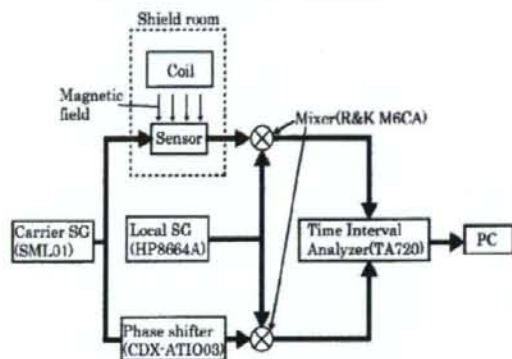 Shield room
Coil
Magnetic
field
Sensor
Mixer(R&K M6CA)
Carrier SG
(SML01)
Local SG
(HP8664A)
Time Interval
Analyzer(TA720)
PC
Phase shifter
(CDX-ATIO03)